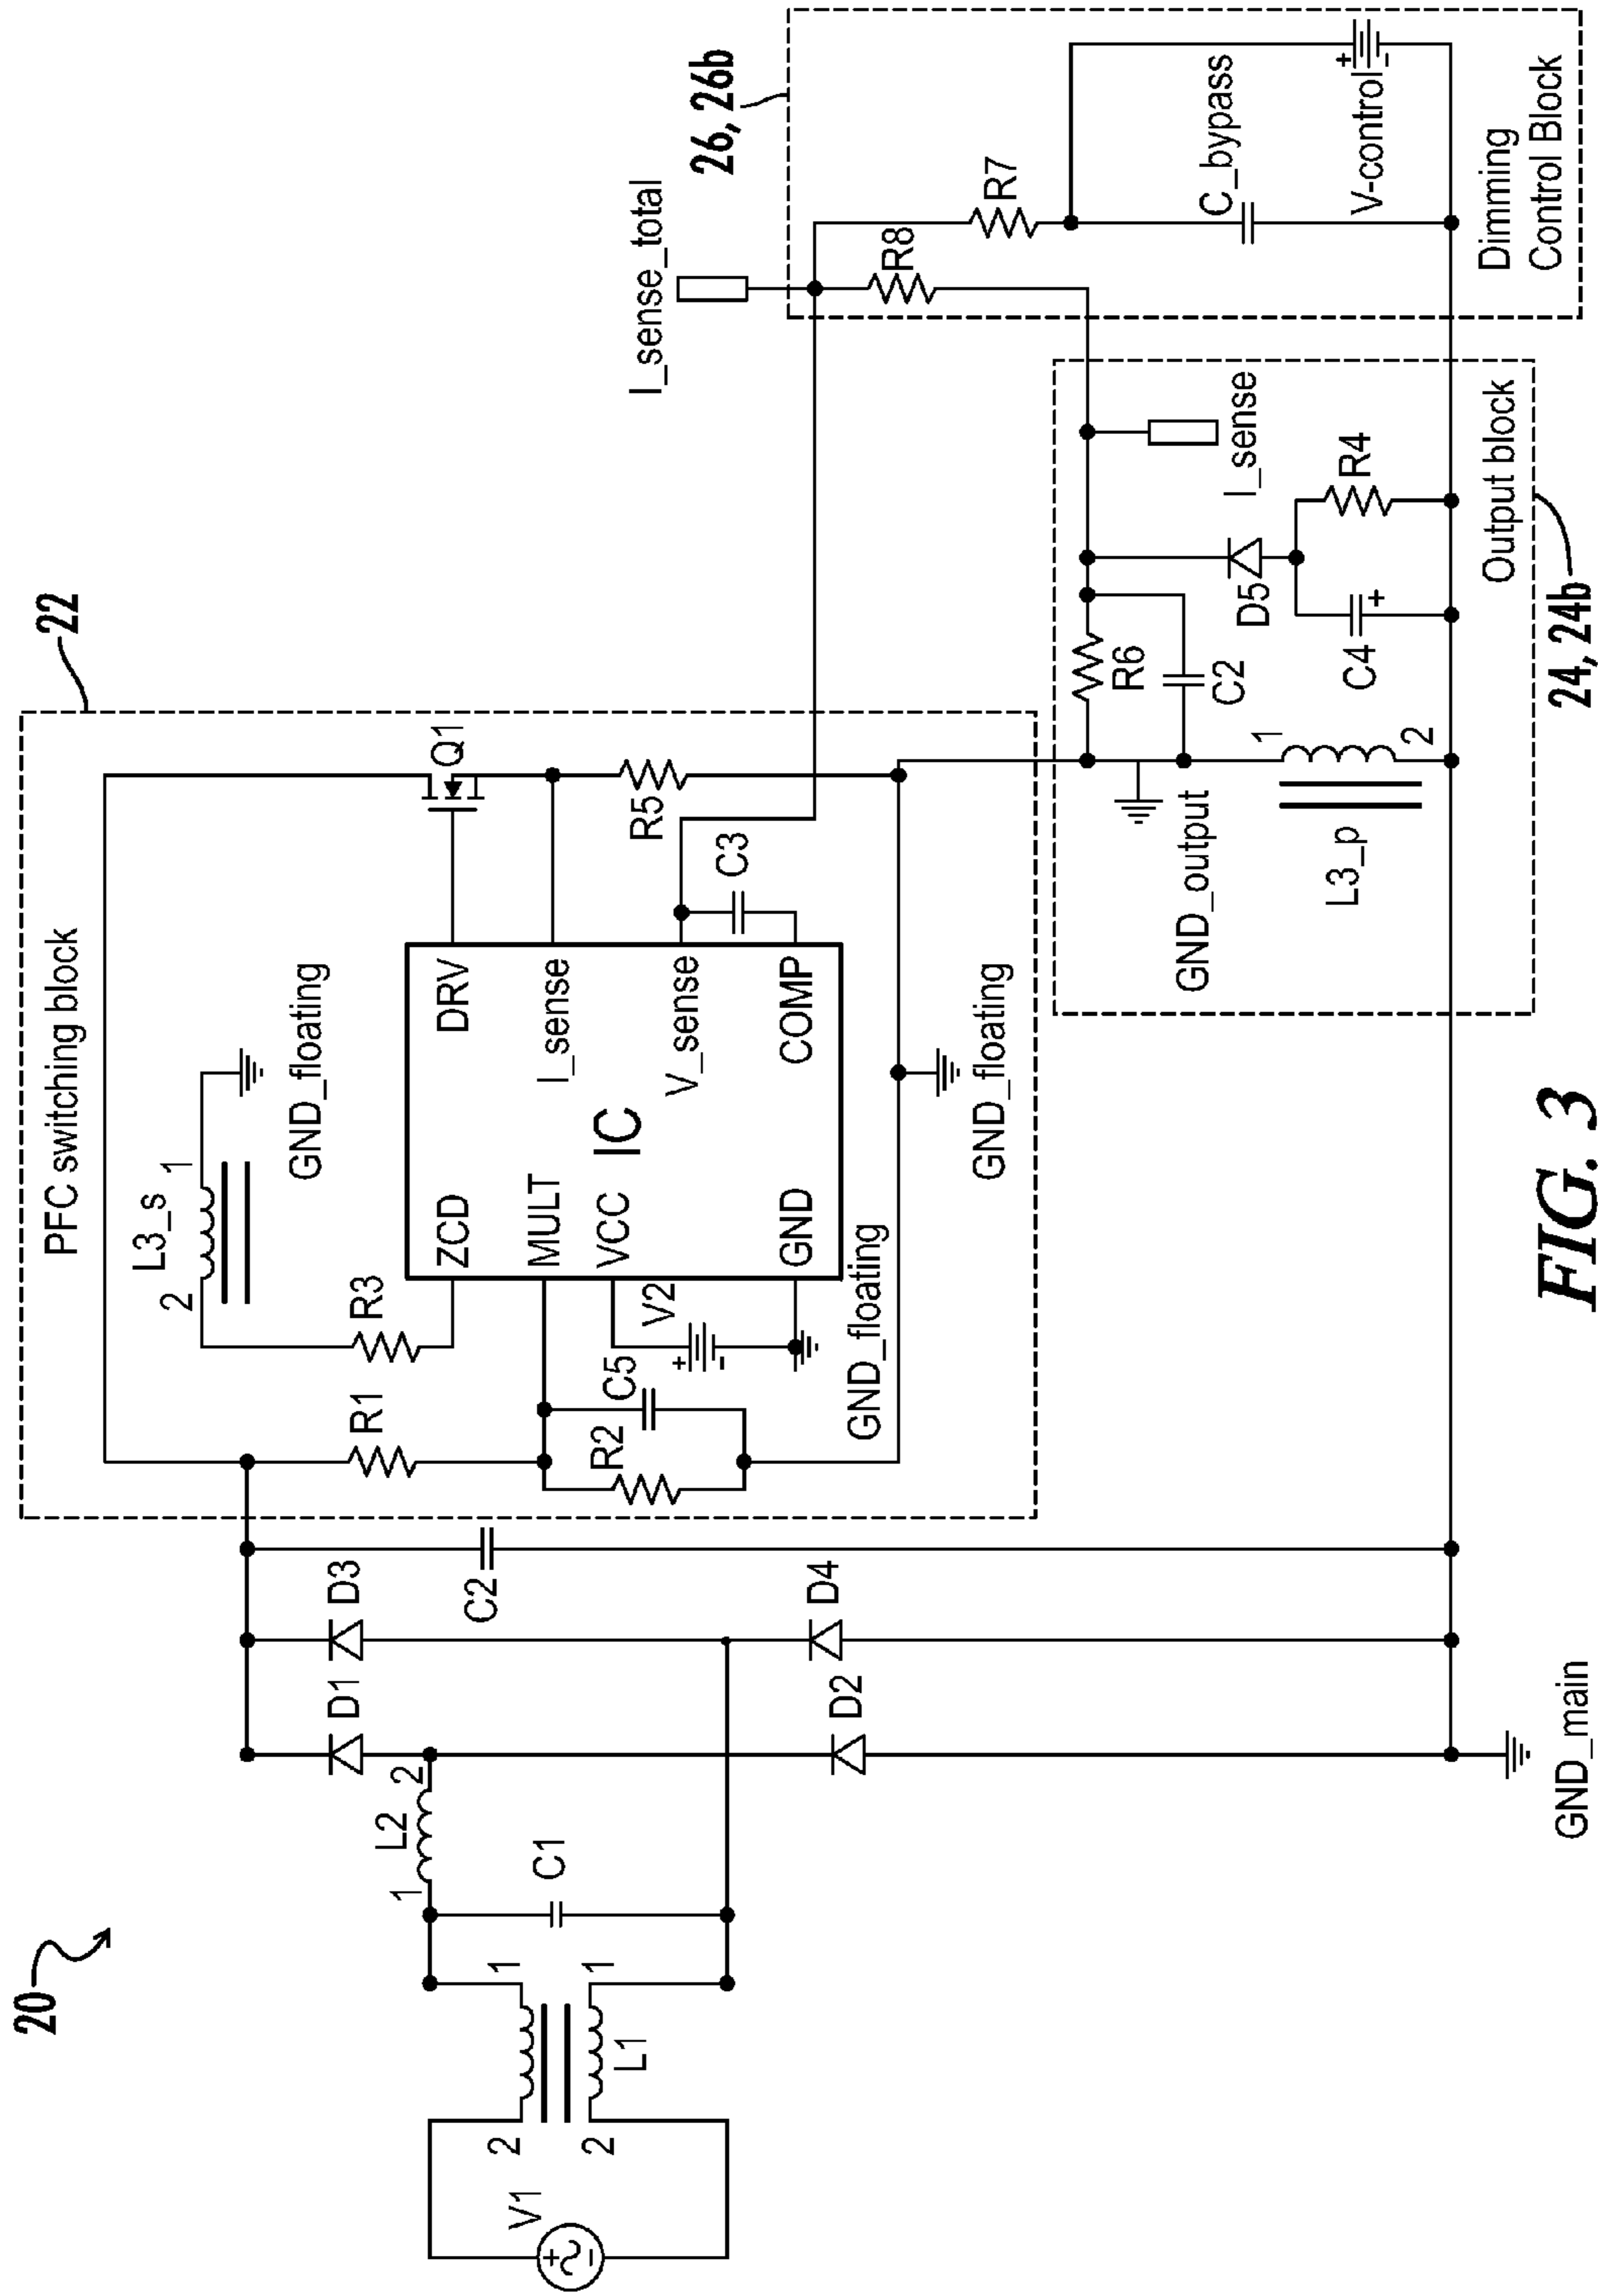 20
V1
+
-
2
1
2
1
L1
C1
1
L2
2
D1
D3
D2
D4
C2
GND_main
22
PFC switching block
L3_s
2
1
GND_floating
R1
R3
R2
C5
V2
+
-
ZCD
MULT
VCC
GND
IC
DRV
I_sense
V_sense
COMP
GND_floating
GND_floating
C3
Q1
R5
I_sense_total
26, 26b
R8
R7
C_bypass
V-control
+
-
Dimming
Control Block
R6
C2
GND_output
L3_p
1
2
D5
C4
+
R4
I_sense
Output block
24, 24b
FIG. 3